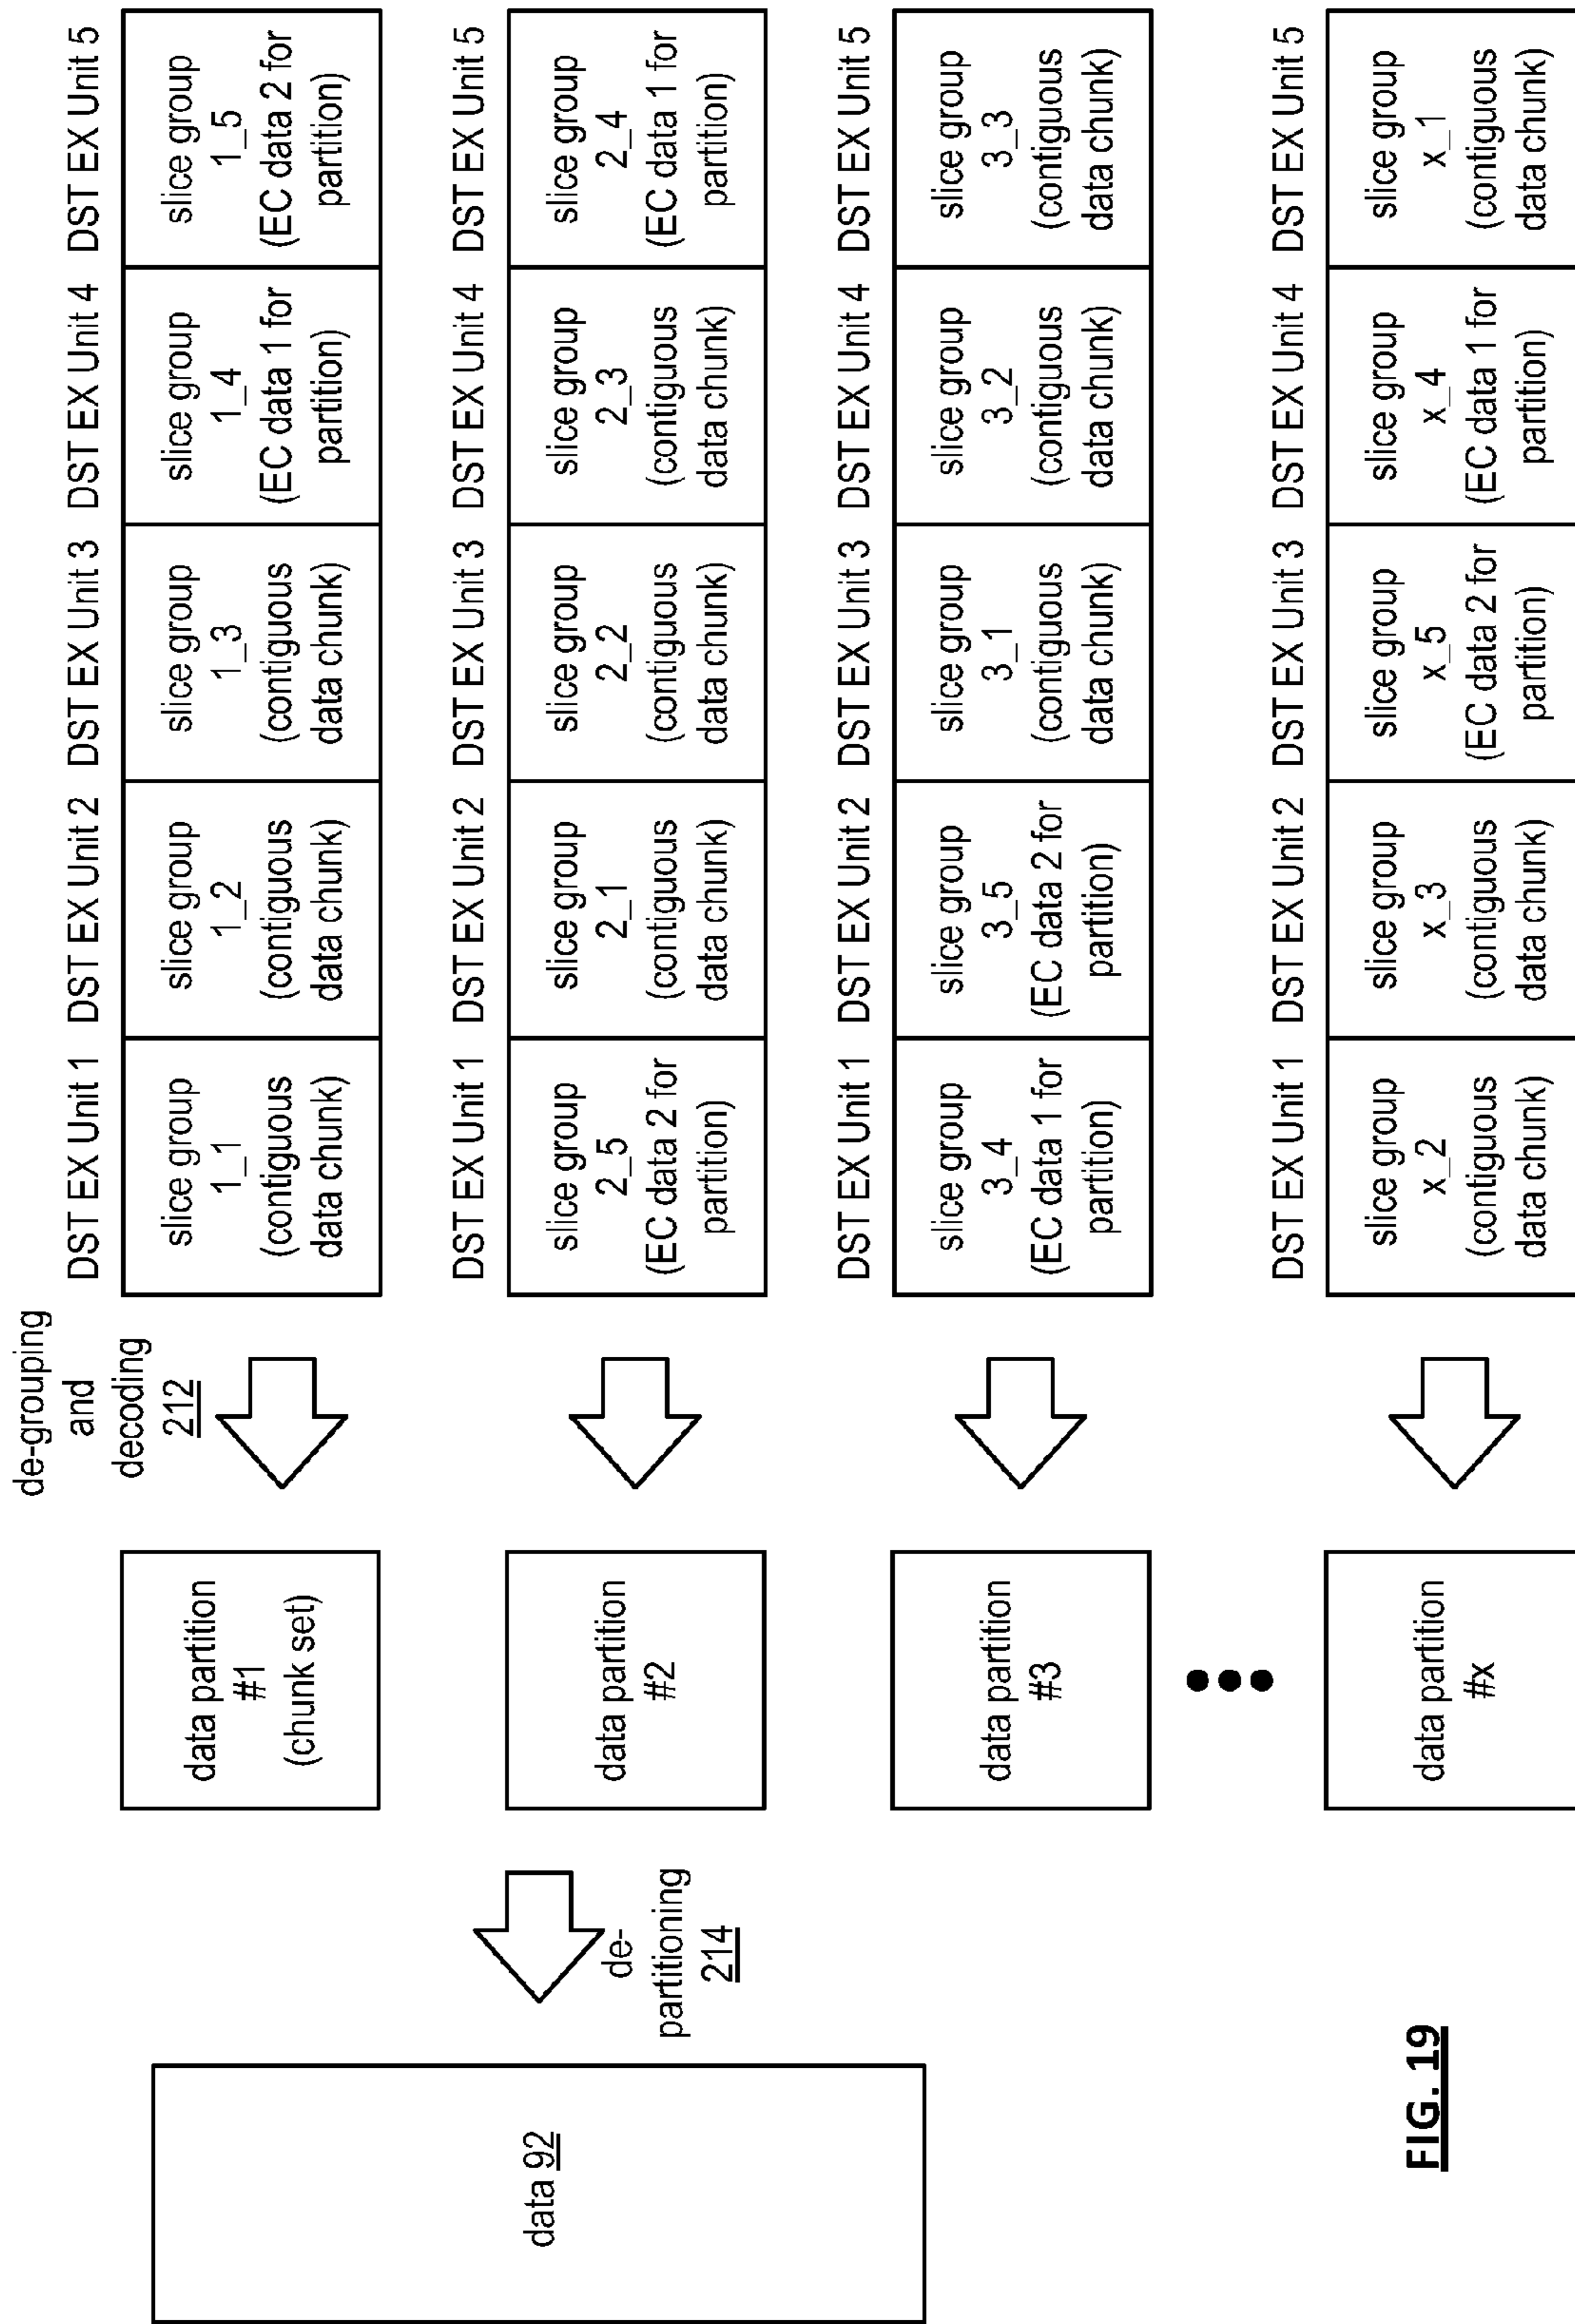 de-grouping
and
decoding
212
DST EX Unit 1 DST EX Unit 2 DST EX Unit 3 DST EX Unit 4 DST EX Unit 5
data partition
#1
(chunk set)
slice group
1_1
(contiguous
data chunk)
slice group
1_2
(contiguous
data chunk)
slice group
1_3
(contiguous
data chunk)
slice group
1_4
(EC data 1 for
partition)
slice group
1_5
(EC data 2 for
partition)
DST EX Unit 1 DST EX Unit 2 DST EX Unit 3 DST EX Unit 4 DST EX Unit 5
data 92
de-
partitioning
214
data partition
#2
slice group
2_5
(EC data 2 for
partition)
slice group
2_1
(contiguous
data chunk)
slice group
2_2
(contiguous
data chunk)
slice group
2_3
(contiguous
data chunk)
slice group
2_4
(EC data 1 for
partition)
DST EX Unit 1 DST EX Unit 2 DST EX Unit 3 DST EX Unit 4 DST EX Unit 5
data partition
#3
slice group
3_4
(EC data 1 for
partition)
slice group
3_5
(EC data 2 for
partition)
slice group
3_1
(contiguous
data chunk)
slice group
3_2
(contiguous
data chunk)
slice group
3_3
(contiguous
data chunk)
DST EX Unit 1 DST EX Unit 2 DST EX Unit 3 DST EX Unit 4 DST EX Unit 5
data partition
#x
slice group
x_2
(contiguous
data chunk)
slice group
x_3
(contiguous
data chunk)
slice group
x_5
(EC data 2 for
partition)
slice group
x_4
(EC data 1 for
partition)
slice group
x_1
(contiguous
data chunk)
FIG. 19